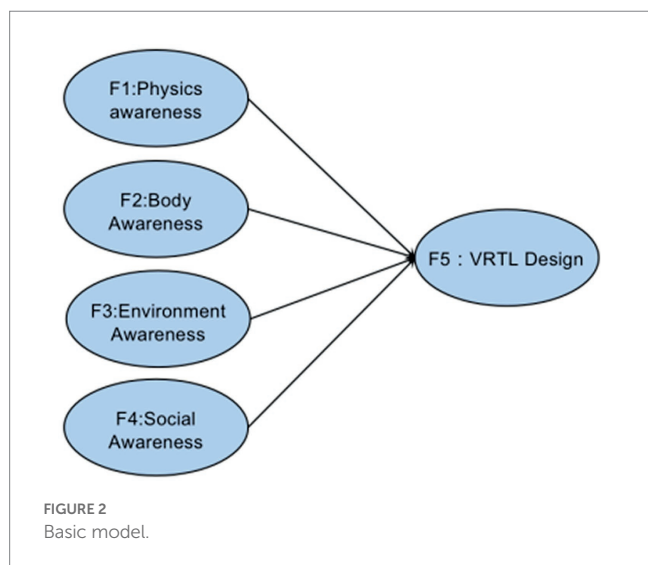 F1:Physics
awareness
F2:Body
Awareness
F3:Environment
Awareness
F4:Social
Awareness
F5 : VRTL Design
FIGURE 2
Basic model.